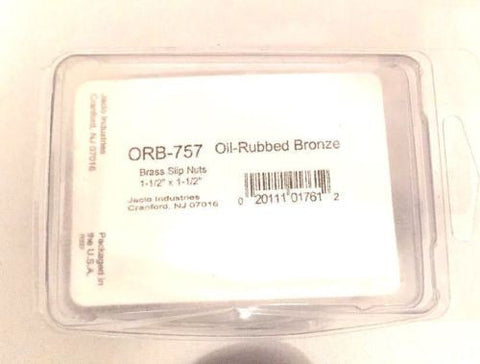 ORB-757 Oil-Rubbed Bronze
Brass Slip Nuts
1-1/2" x 1-1/2"
Jaclo Industries
Cranford, NJ 07016
0 20111 01761 2
Jaclo Industries
Cranford, NJ 07016
Packaged in
the U.S.A.